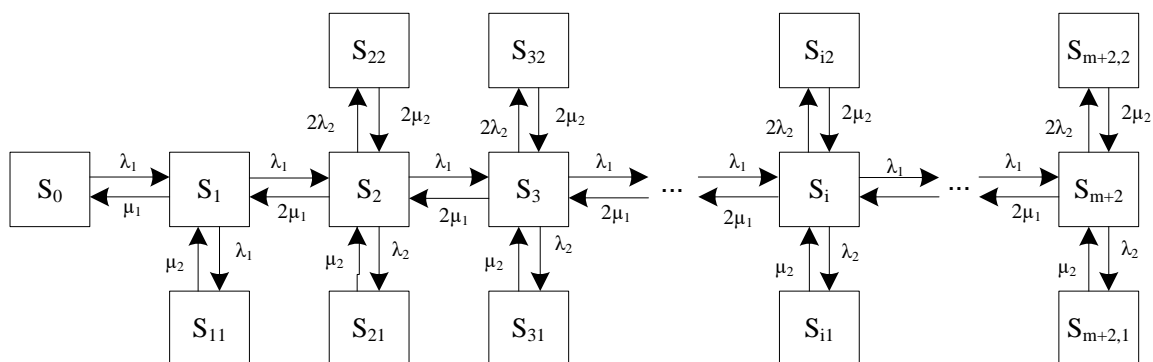 S22 S32 Si2 Sm+2,2
2λ2 2μ2 2λ2 2μ2 2λ2 2μ2 2λ2 2μ2
λ1 λ1 λ1 λ1 λ1 λ1 λ1
S0 S1 S2 S3 ... Si ... Sm+2
μ1 2μ1 2μ1 2μ1 2μ1 2μ1
μ2 λ1 μ2 λ2 μ2 λ2 μ2 λ2 μ2 λ2
S11 S21 S31 Si1 Sm+2,1